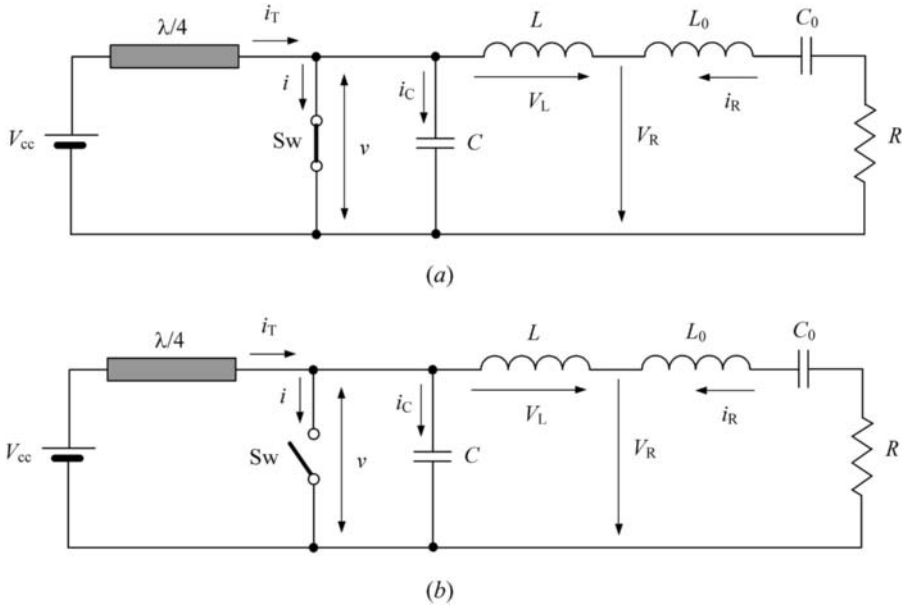 λ/4
i_T
L
L_0
C_0
i
i_C
V_L
i_R
V_cc
Sw
v
C
V_R
R
(a)
λ/4
i_T
L
L_0
C_0
i
i_C
V_L
i_R
V_cc
Sw
v
C
V_R
R
(b)